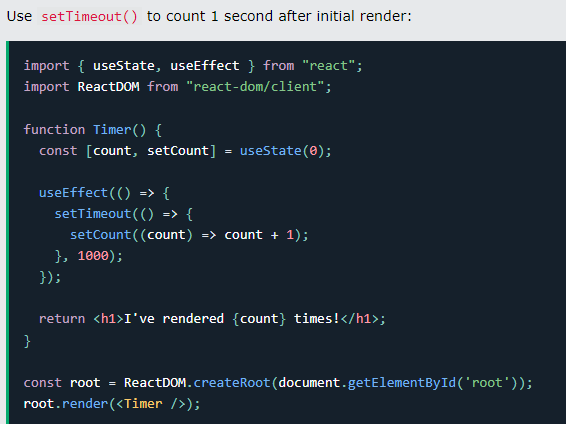 Use setTimeout() to count 1 second after initial render:
import { useState, useEffect } from "react";
import ReactDOM from "react-dom/client";
function Timer() {
  const [count, setCount] = useState(0);
  useEffect(() => {
    setTimeout(() => {
      setCount((count) => count + 1);
    }, 1000);
  });
  return <h1>I've rendered {count} times!</h1>;
}
const root = ReactDOM.createRoot(document.getElementById('root'));
root.render(<Timer />);